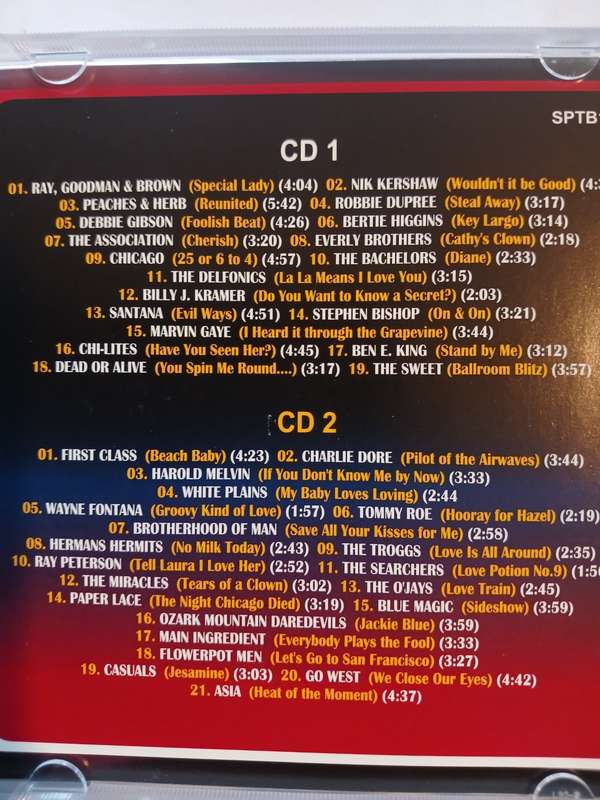 SPTB
CD 1
01. RAY, GOODMAN & BROWN (Special Lady) (4:04) 02. NIK KERSHAW (Wouldn't it be Good) (4:3
03. PEACHES & HERB (Reunited) (5:42) 04. ROBBIE DUPREE (Steal Away) (3:17)
05. DEBBIE GIBSON (Foolish Beat) (4:26) 06. BERTIE HIGGINS (Key Largo) (3:14)
07. THE ASSOCIATION (Cherish) (3:20) 08. EVERLY BROTHERS (Cathy's Clown) (2:18)
09. CHICAGO (25 or 6 to 4) (4:57) 10. THE BACHELORS (Diane) (2:33)
11. THE DELFONICS (La La Means I Love You) (3:15)
12. BILLY J. KRAMER (Do You Want to Know a Secret?) (2:03)
13. SANTANA (Evil Ways) (4:51) 14. STEPHEN BISHOP (On & On) (3:21)
15. MARVIN GAYE (I Heard it through the Grapevine) (3:44)
16. CHI-LITES (Have You Seen Her?) (4:45) 17. BEN E. KING (Stand by Me) (3:12)
18. DEAD OR ALIVE (You Spin Me Round....) (3:17) 19. THE SWEET (Ballroom Blitz) (3:57)
CD 2
01. FIRST CLASS (Beach Baby) (4:23) 02. CHARLIE DORE (Pilot of the Airwaves) (3:44)
03. HAROLD MELVIN (If You Don't Know Me by Now) (3:33)
04. WHITE PLAINS (My Baby Loves Loving) (2:44
05. WAYNE FONTANA (Groovy Kind of Love) (1:57) 06. TOMMY ROE (Hooray for Hazel) (2:19)
07. BROTHERHOOD OF MAN (Save All Your Kisses for Me) (2:58)
08. HERMANS HERMITS (No Milk Today) (2:43) 09. THE TROGGS (Love Is All Around) (2:35)
10. RAY PETERSON (Tell Laura I Love Her) (2:52) 11. THE SEARCHERS (Love Potion No.9) (1:5
12. THE MIRACLES (Tears of a Clown) (3:02) 13. THE O'JAYS (Love Train) (2:45)
14. PAPER LACE (The Night Chicago Died) (3:19) 15. BLUE MAGIC (Sideshow) (3:59)
16. OZARK MOUNTAIN DAREDEVILS (Jackie Blue) (3:59)
17. MAIN INGREDIENT (Everybody Plays the Fool) (3:33)
18. FLOWERPOT MEN (Let's Go to San Francisco) (3:27)
19. CASUALS (Jesamine) (3:03) 20. GO WEST (We Close Our Eyes) (4:42)
21. ASIA (Heat of the Moment) (4:37)